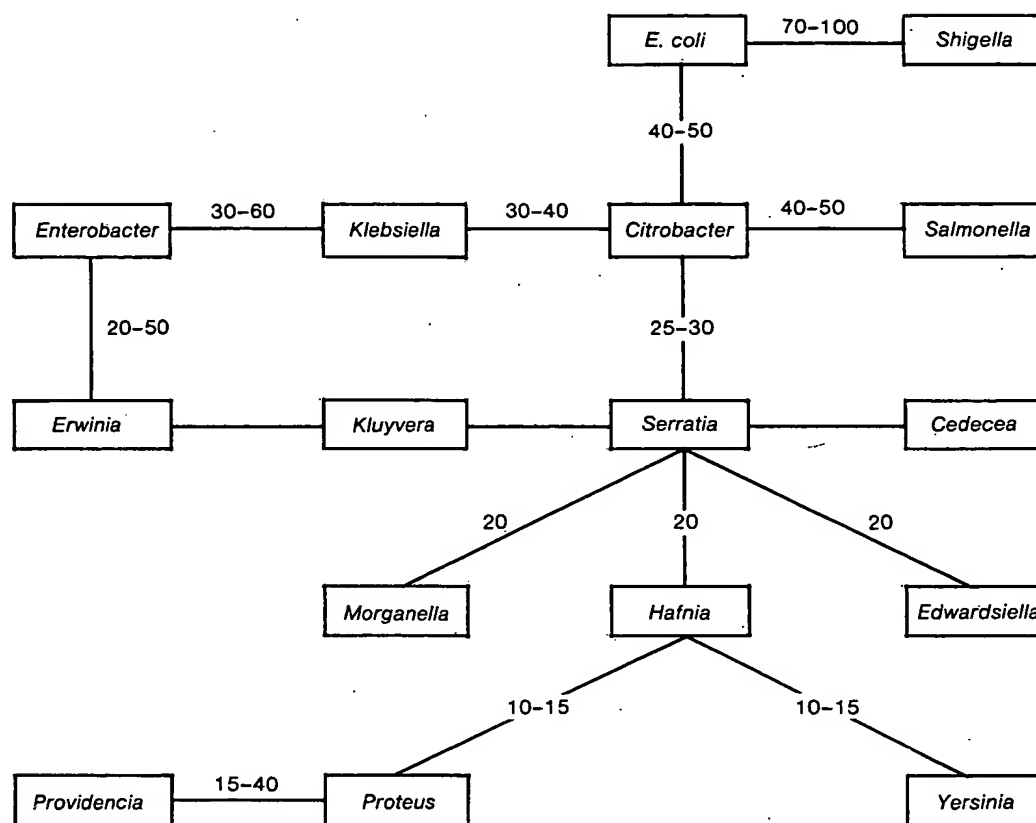 E. coli
70–100
Shigella
40–50
Enterobacter
30–60
Klebsiella
30–40
Citrobacter
40–50
Salmonella
20–50
25–30
Erwinia
Kluyvera
Serratia
Cedecea
20
20
20
Morganella
Hafnia
Edwardsiella
10–15
10–15
Providencia
15–40
Proteus
Yersinia